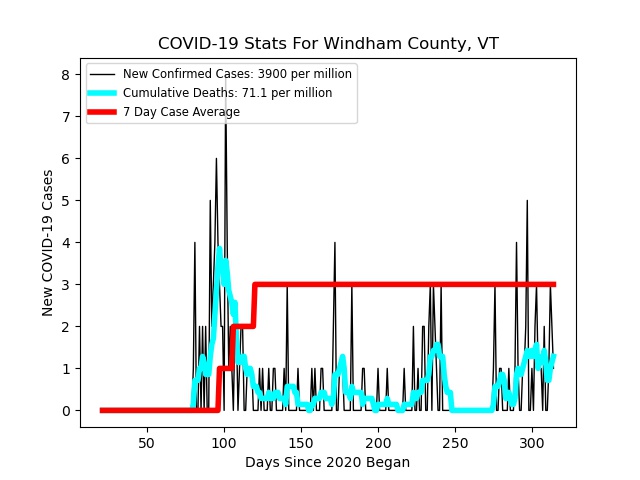 COVID-19 Stats For Windham County, VT
New Confirmed Cases: 3900 per million
Cumulative Deaths: 71.1 per million
7 Day Case Average
New COVID-19 Cases
8
7
6
5
4
3
2
1
0
50 100 150 200 250 300
Days Since 2020 Began